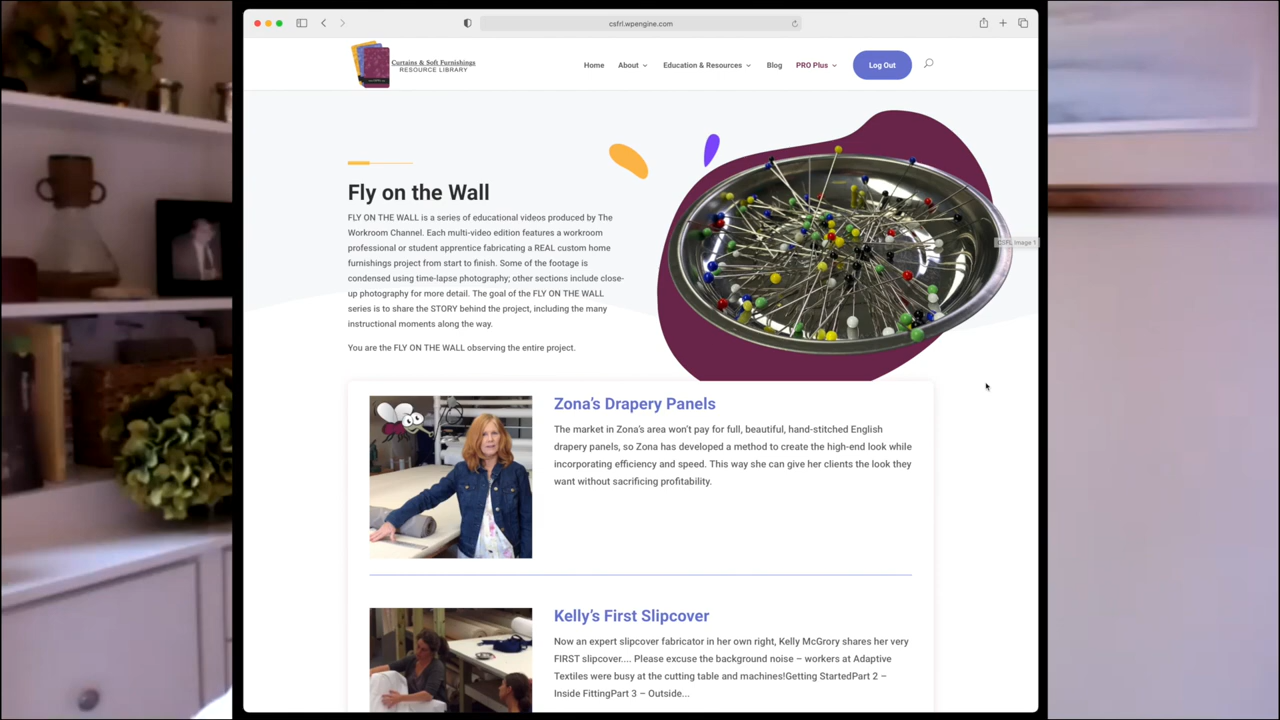 csfrl.wpengine.com
Curtains & Soft Furnishings
RESOURCE LIBRARY
Home
About
Education & Resources
Blog
PRO Plus
Log Out
Fly on the Wall
FLY ON THE WALL is a series of educational videos produced by The
Workroom Channel. Each multi-video edition features a workroom
professional or student apprentice fabricating a REAL custom home
furnishings project from start to finish. Some of the footage is
condensed using time-lapse photography; other sections include close-
up photography for more detail. The goal of the FLY ON THE WALL
series is to share the STORY behind the project, including the many
instructional moments along the way.
You are the FLY ON THE WALL observing the entire project.
CSFL Image 1
Zona's Drapery Panels
The market in Zona's area won't pay for full, beautiful, hand-stitched English
drapery panels, so Zona has developed a method to create the high-end look while
incorporating efficiency and speed. This way she can give her clients the look they
want without sacrificing profitability.
Kelly's First Slipcover
Now an expert slipcover fabricator in her own right, Kelly McGrory shares her very
FIRST slipcover.... Please excuse the background noise – workers at Adaptive
Textiles were busy at the cutting table and machines!Getting StartedPart 2 –
Inside FittingPart 3 – Outside...